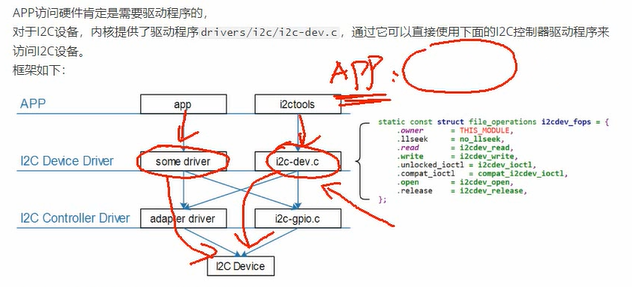 APP访问硬件肯定是需要驱动程序的，
对于I2C设备，内核提供了驱动程序drivers/i2c/i2c-dev.c，通过它可以直接使用下面的I2C控制器驱动程序来
访问I2C设备。
框架如下：
APP:
APP
app
i2ctools
I2C Device Driver
some driver
i2c-dev.c
I2C Controller Driver
adapter driver
i2c-gpio.c
I2C Device
static const struct file_operations i2cdev_fops = {
.owner = THIS_MODULE,
.llseek = no_llseek,
.read = i2cdev_read,
.write = i2cdev_write,
.unlocked_ioctl = i2cdev_ioctl,
.compat_ioctl = compat_i2cdev_ioctl,
.open = i2cdev_open,
.release = i2cdev_release,
};